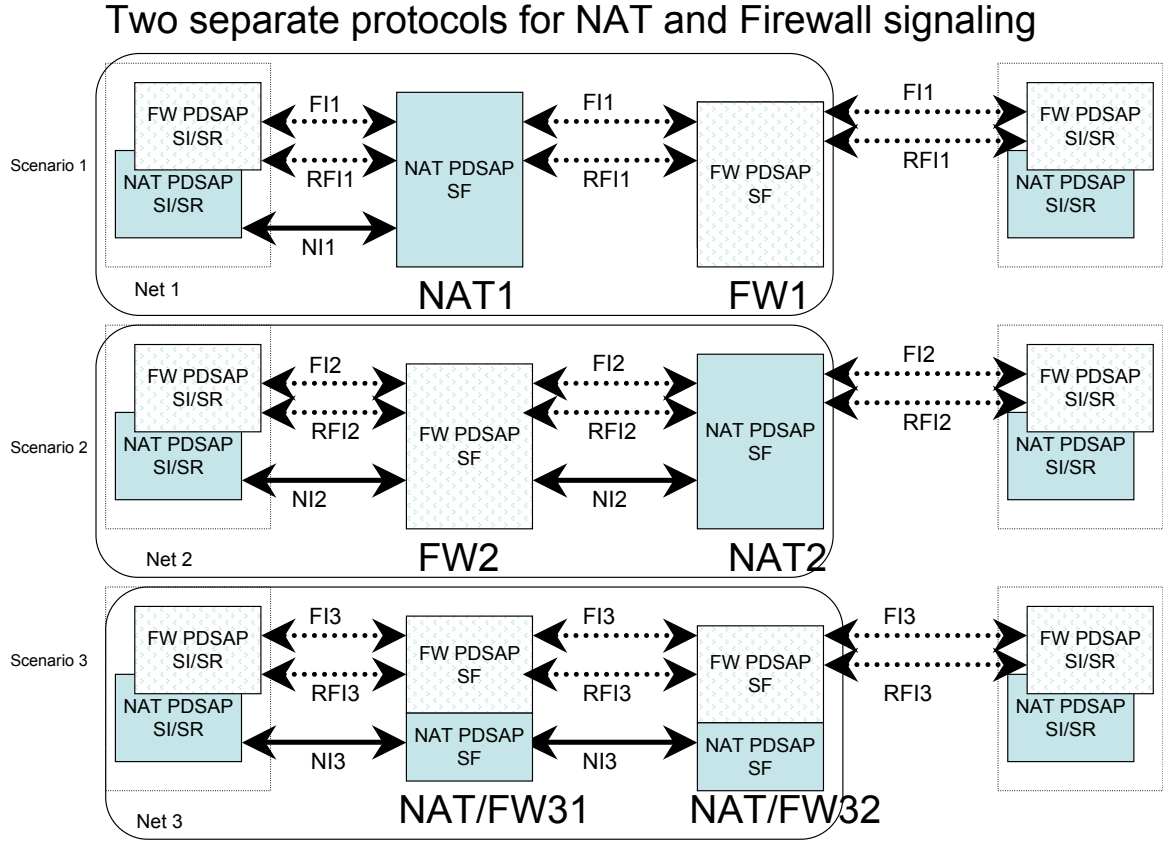 Two separate protocols for NAT and Firewall signaling
Scenario 1
FW PDSAP
SI/SR
NAT PDSAP
SI/SR
FI1
RFI1
NI1
NAT PDSAP
SF
FI1
RFI1
FW PDSAP
SF
FI1
RFI1
FW PDSAP
SI/SR
NAT PDSAP
SI/SR
Net 1
NAT1
FW1
Scenario 2
FW PDSAP
SI/SR
NAT PDSAP
SI/SR
FI2
RFI2
NI2
FW PDSAP
SF
FI2
RFI2
NI2
NAT PDSAP
SF
FI2
RFI2
FW PDSAP
SI/SR
NAT PDSAP
SI/SR
Net 2
FW2
NAT2
Scenario 3
FW PDSAP
SI/SR
NAT PDSAP
SI/SR
FI3
RFI3
NI3
FW PDSAP
SF
NAT PDSAP
SF
FI3
RFI3
NI3
FW PDSAP
SF
NAT PDSAP
SF
FI3
RFI3
FW PDSAP
SI/SR
NAT PDSAP
SI/SR
Net 3
NAT/FW31
NAT/FW32